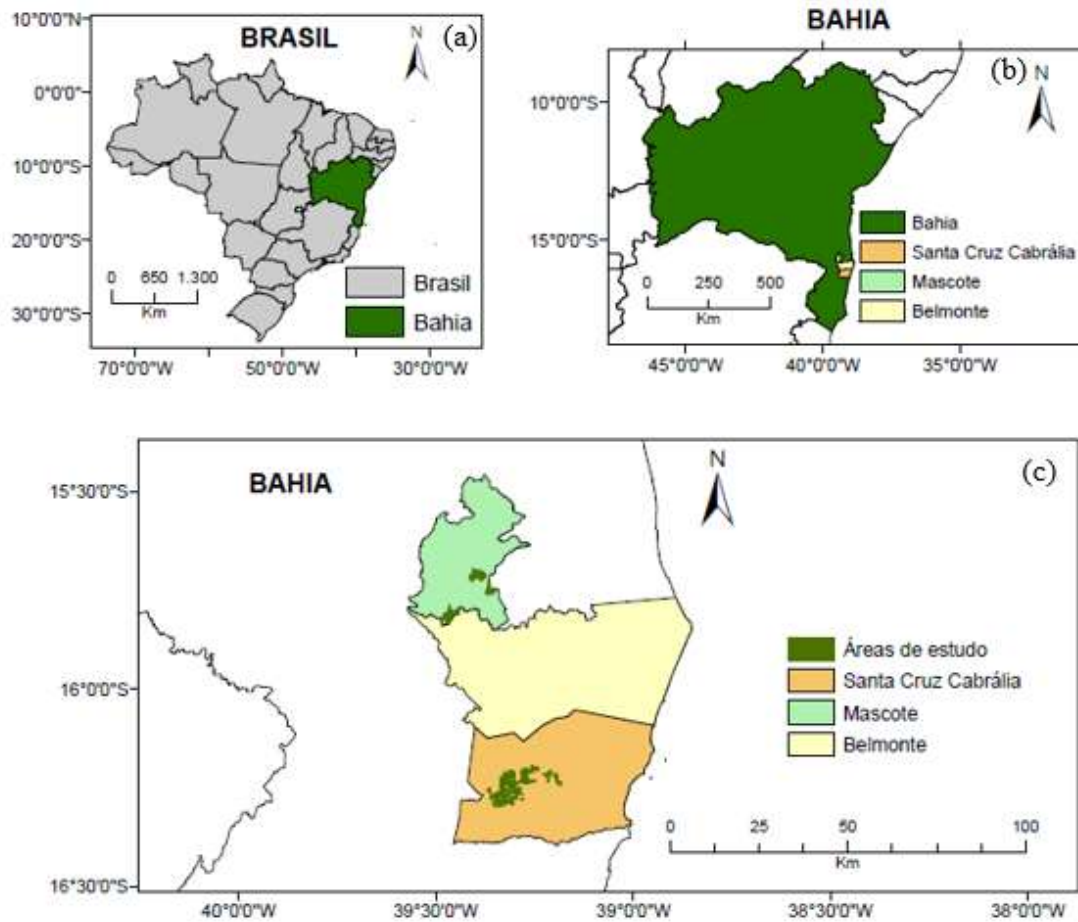 BRASIL
(a)
N
10°0'0"N
0°0'0"
10°0'0"S
20°0'0"S
30°0'0"S
0 650 1.300
Km
Brasil
Bahia
70°0'0"W 50°0'0"W 30°0'0"W
BAHIA
(b)
N
10°0'0"S
15°0'0"S
0 250 500
Km
Bahia
Santa Cruz Cabrália
Mascote
Belmonte
45°0'0"W 40°0'0"W 35°0'0"W
BAHIA
(c)
N
15°30'0"S
16°0'0"S
16°30'0"S
Áreas de estudo
Santa Cruz Cabrália
Mascote
Belmonte
0 25 50 100
Km
40°0'0"W 39°30'0"W 39°0'0"W 38°30'0"W 38°0'0"W